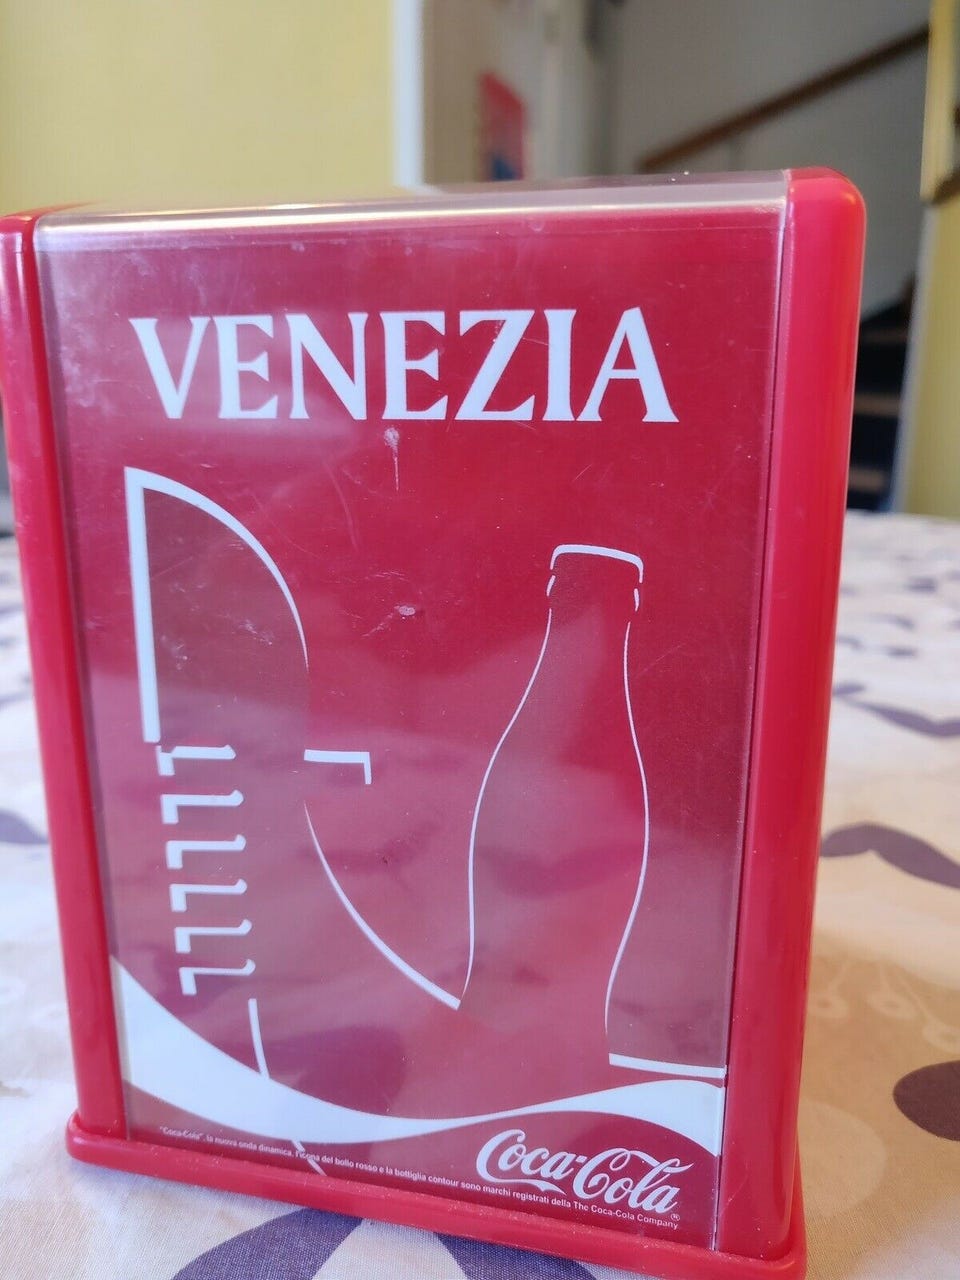 VENEZIA
"Coca-Cola", la nuova onda dinamica, l'icona del bollo rosso e la bottiglia contour sono marchi registrati della The Coca-Cola Company
Coca-Cola®